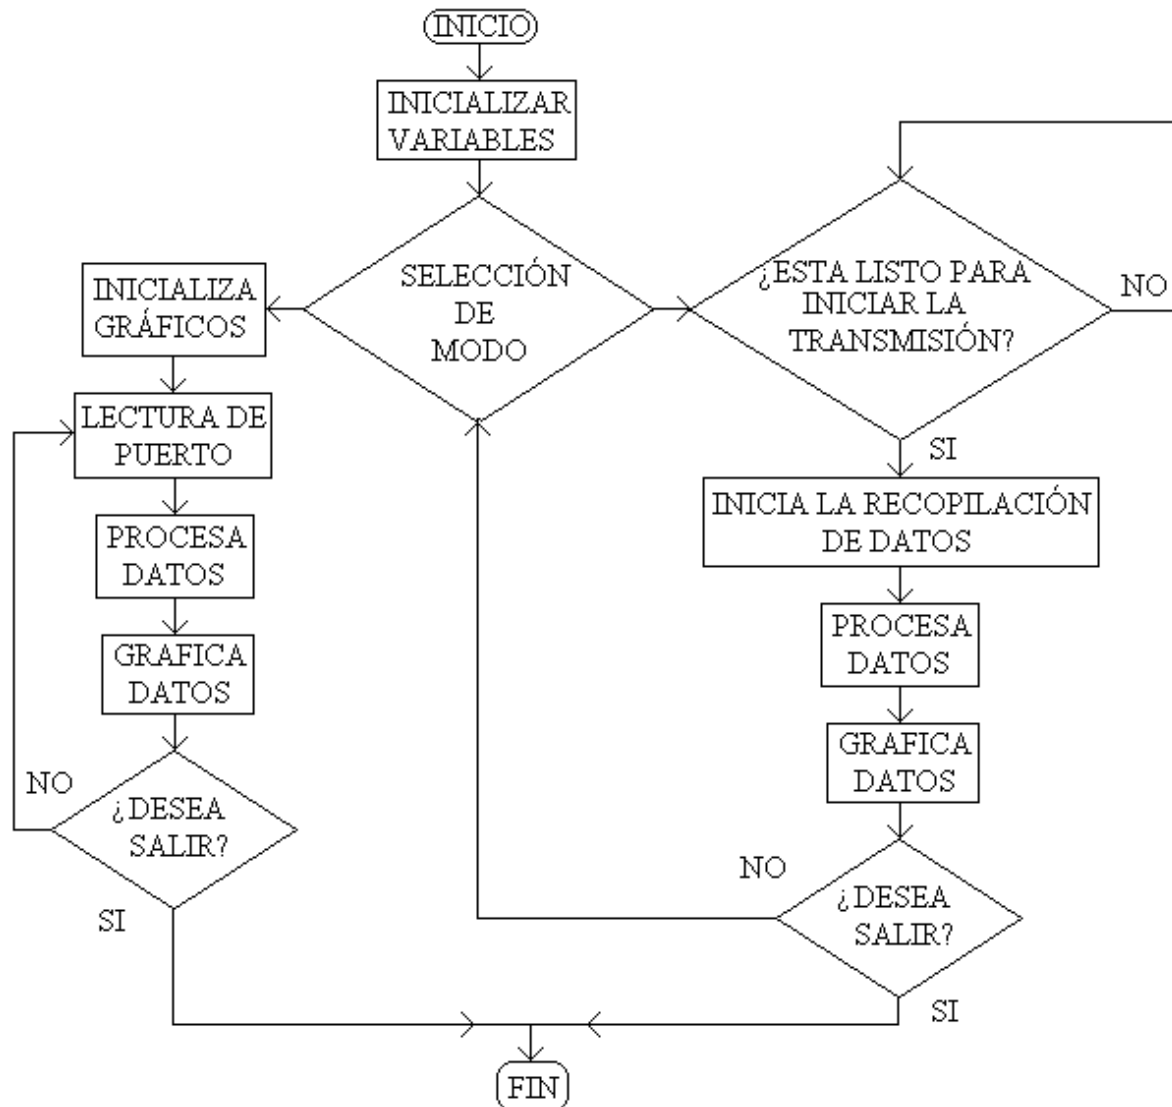 INICIO
INICIALIZAR
VARIABLES
SELECCIÓN
DE
MODO
INICIALIZA
GRÁFICOS
LECTURA DE
PUERTO
PROCESA
DATOS
GRAFICA
DATOS
NO
¿DESEA
SALIR?
SI
¿ESTA LISTO PARA
INICIAR LA
TRANSMISIÓN?
NO
SI
INICIA LA RECOPILACIÓN
DE DATOS
PROCESA
DATOS
GRAFICA
DATOS
NO
¿DESEA
SALIR?
SI
FIN